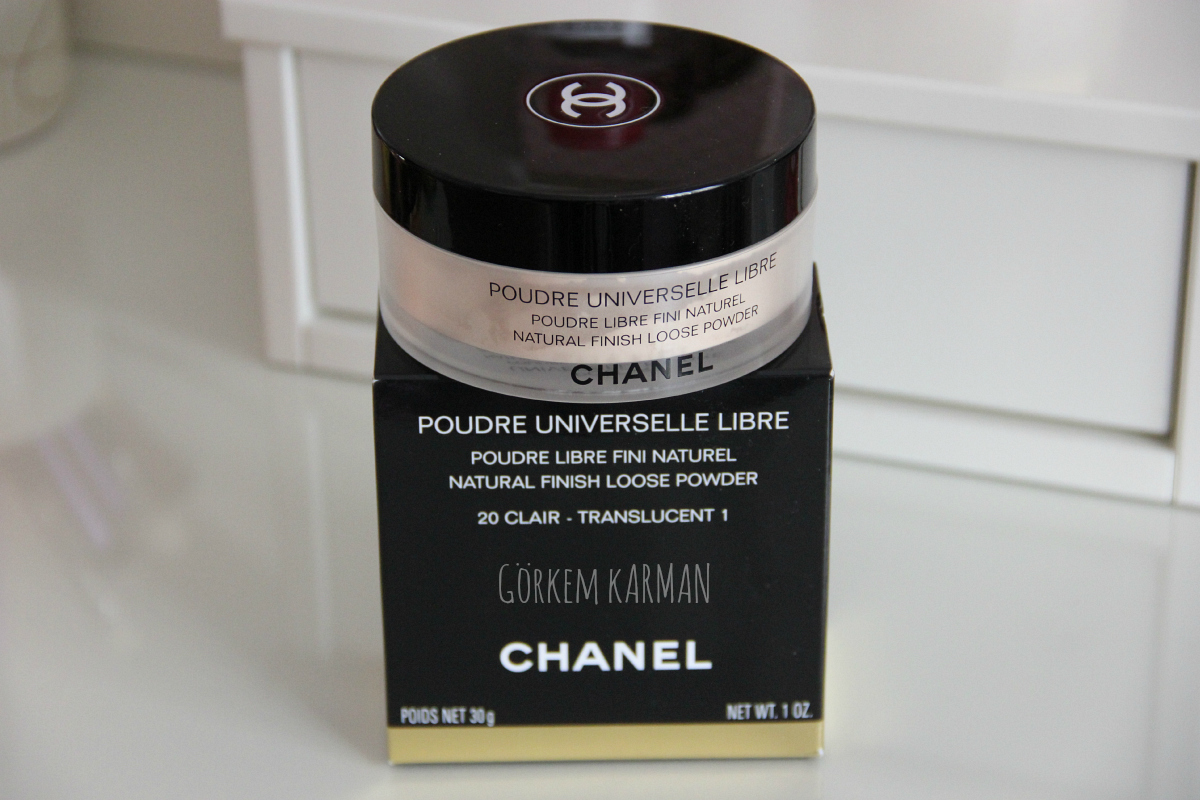 POUDRE UNIVERSELLE LIBRE
POUDRE LIBRE FINI NATUREL
NATURAL FINISH LOOSE POWDER
CHANEL
POUDRE UNIVERSELLE LIBRE
POUDRE LIBRE FINI NATUREL
NATURAL FINISH LOOSE POWDER
20 CLAIR - TRANSLUCENT 1
GÖRKEM KARMAN
CHANEL
POIDS NET 30g NET WT. 1 OZ.